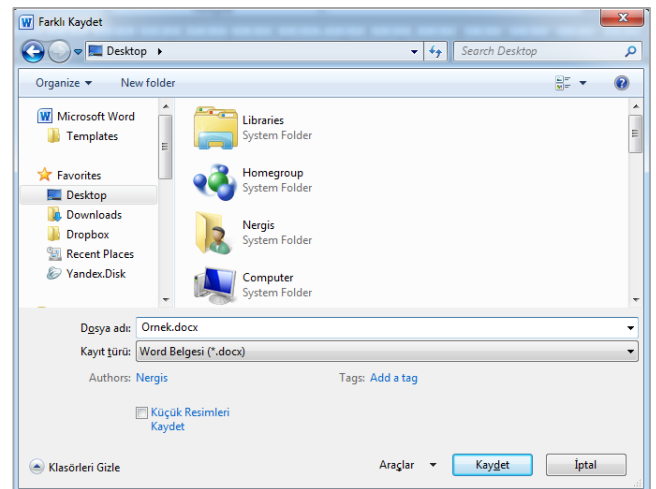 Farklı Kaydet
Desktop
Search Desktop
Organize New folder
Microsoft Word
Templates
Favorites
Desktop
Downloads
Dropbox
Recent Places
Yandex.Disk
Libraries
System Folder
Homegroup
System Folder
Nergis
System Folder
Computer
System Folder
Dosya adı: Ornek.docx
Kayıt türü: Word Belgesi (*.docx)
Authors: Nergis Tags: Add a tag
Küçük Resimleri
Kaydet
Klasörleri Gizle Araçlar Kaydet İptal